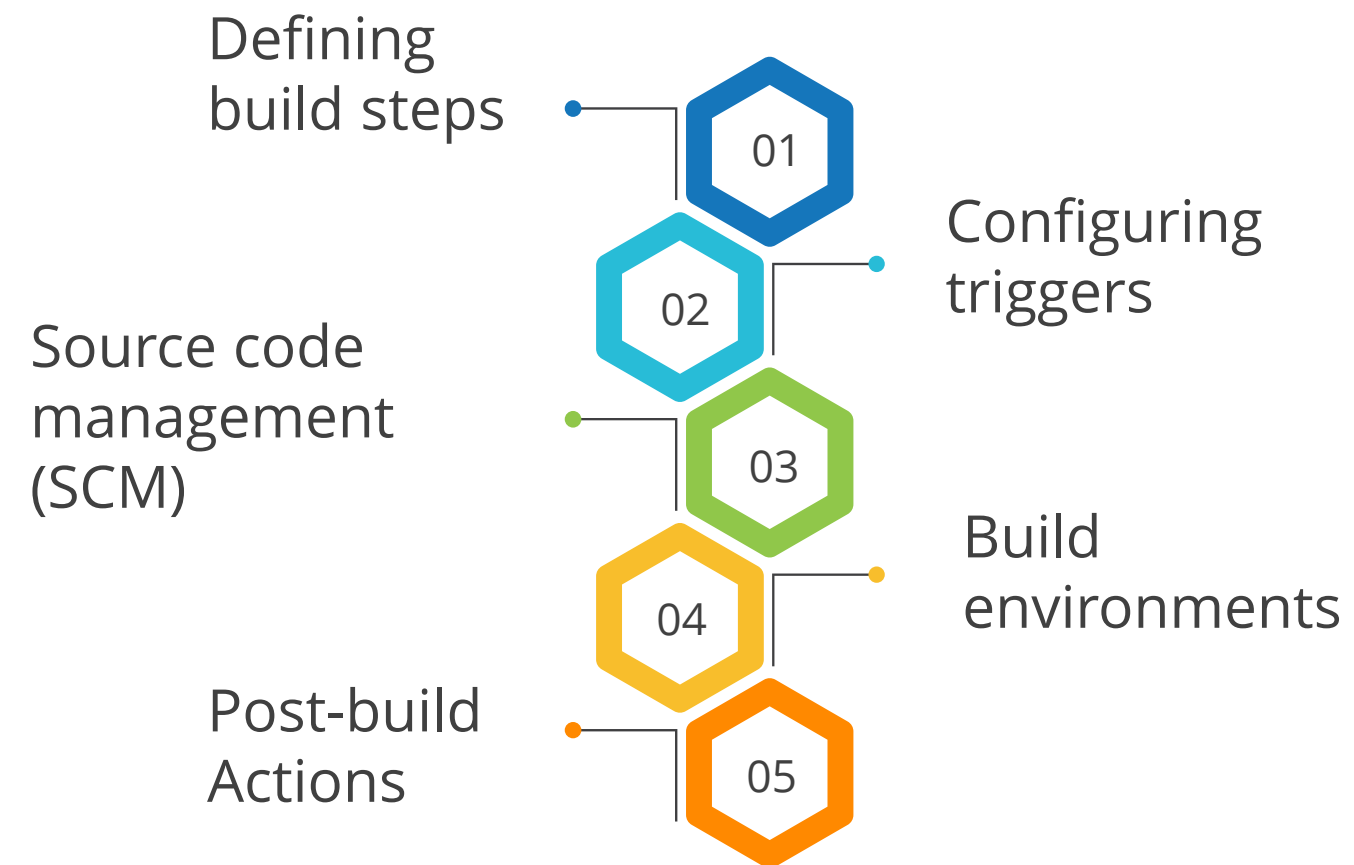 Defining
build steps
01
Configuring
triggers
02
Source code
management
(SCM)
03
Build
environments
04
Post-build
Actions
05